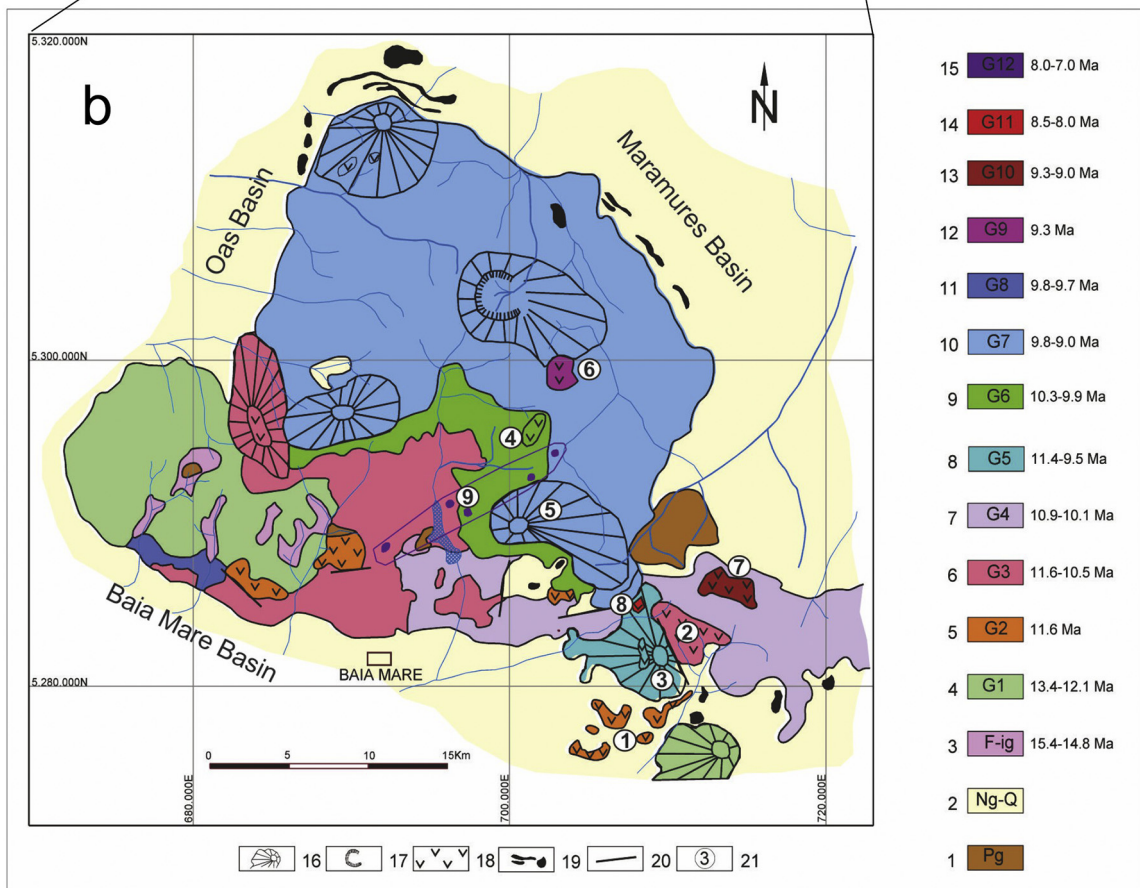 5.320.000N
b
N
Oas Basin
Maramures Basin
5.300.000N
6
4
9
5
7
8
2
3
1
Baia Mare Basin
BAIA MARE
5.280.000N
0 5 10 15Km
680.000E
700.000E
720.000E
15 G12 8.0-7.0 Ma
14 G11 8.5-8.0 Ma
13 G10 9.3-9.0 Ma
12 G9 9.3 Ma
11 G8 9.8-9.7 Ma
10 G7 9.8-9.0 Ma
9 G6 10.3-9.9 Ma
8 G5 11.4-9.5 Ma
7 G4 10.9-10.1 Ma
6 G3 11.6-10.5 Ma
5 G2 11.6 Ma
4 G1 13.4-12.1 Ma
3 F-ig 15.4-14.8 Ma
2 Ng-Q
1 Pg
16 17 18 19 20 3 21